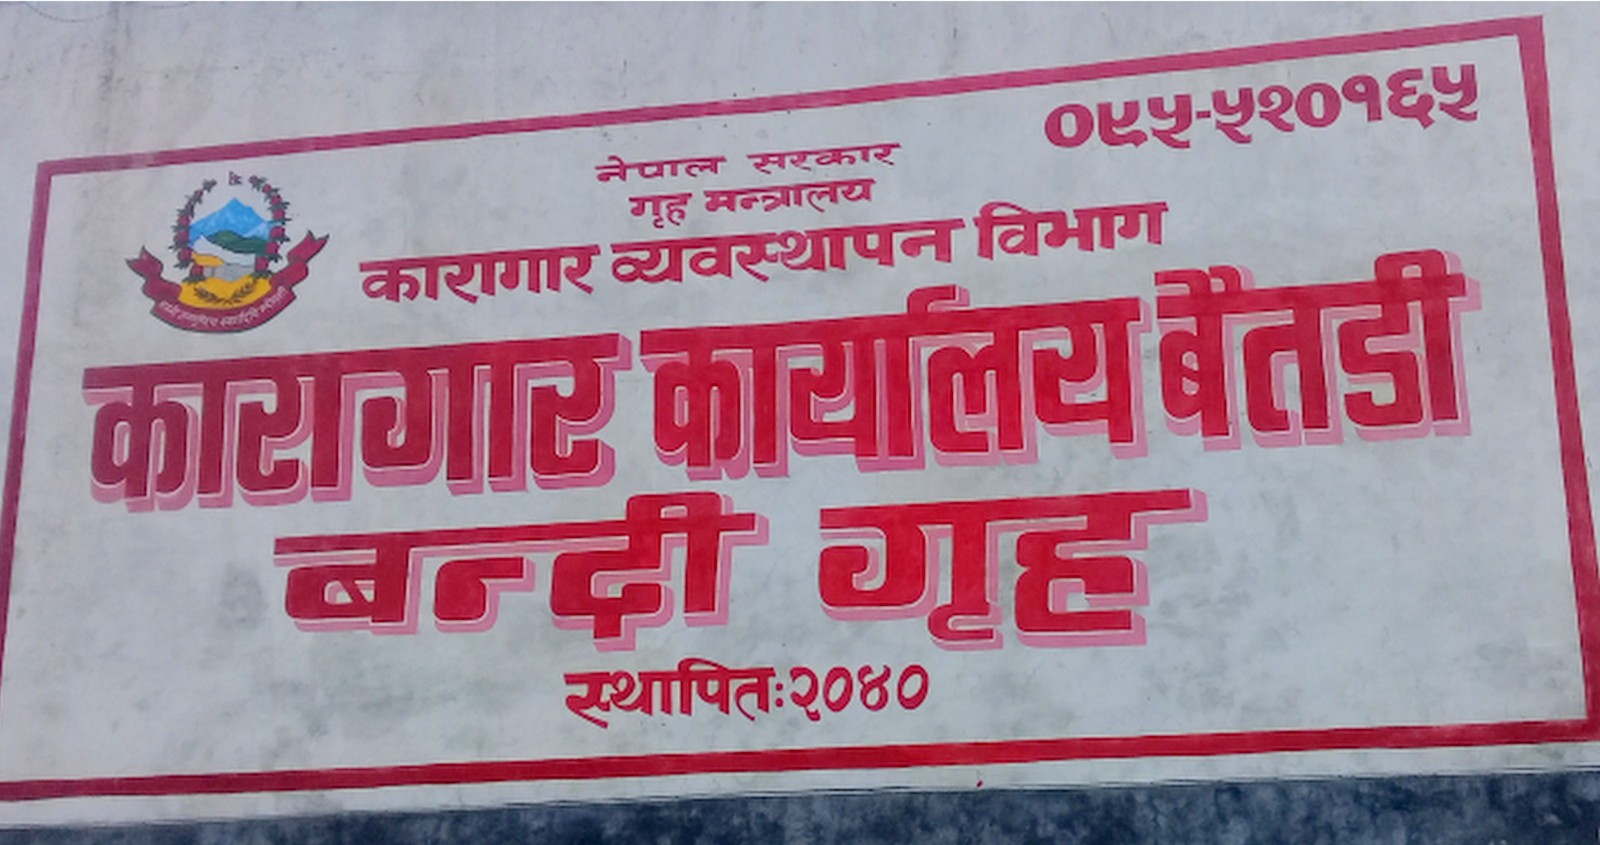 ०९५-५२०१६५
नेपाल सरकार
गृह मन्त्रालय
कारागार व्यवस्थापन विभाग
कारागार कार्यालय बैतडी
बन्दी गृह
स्थापितः२०४०